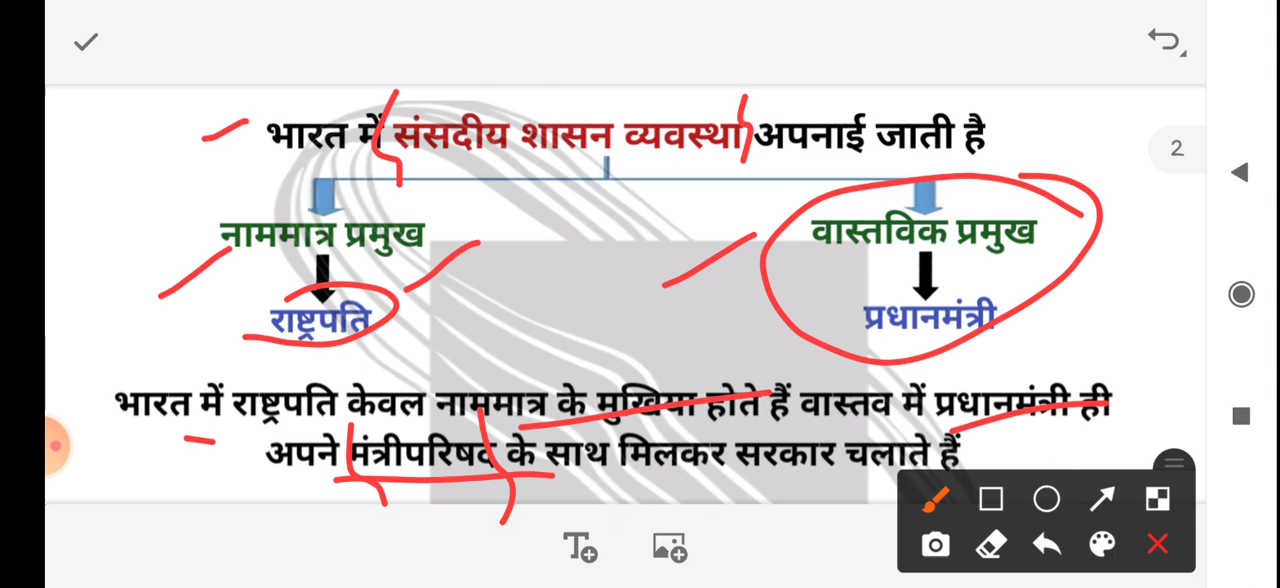 भारत में संसदीय शासन व्यवस्था अपनाई जाती है
2
नाममात्र प्रमुख
वास्तविक प्रमुख
राष्ट्रपति
प्रधानमंत्री
भारत में राष्ट्रपति केवल नाममात्र के मुखिया होते हैं वास्तव में प्रधानमंत्री ही
अपने मंत्रीपरिषद के साथ मिलकर सरकार चलाते हैं